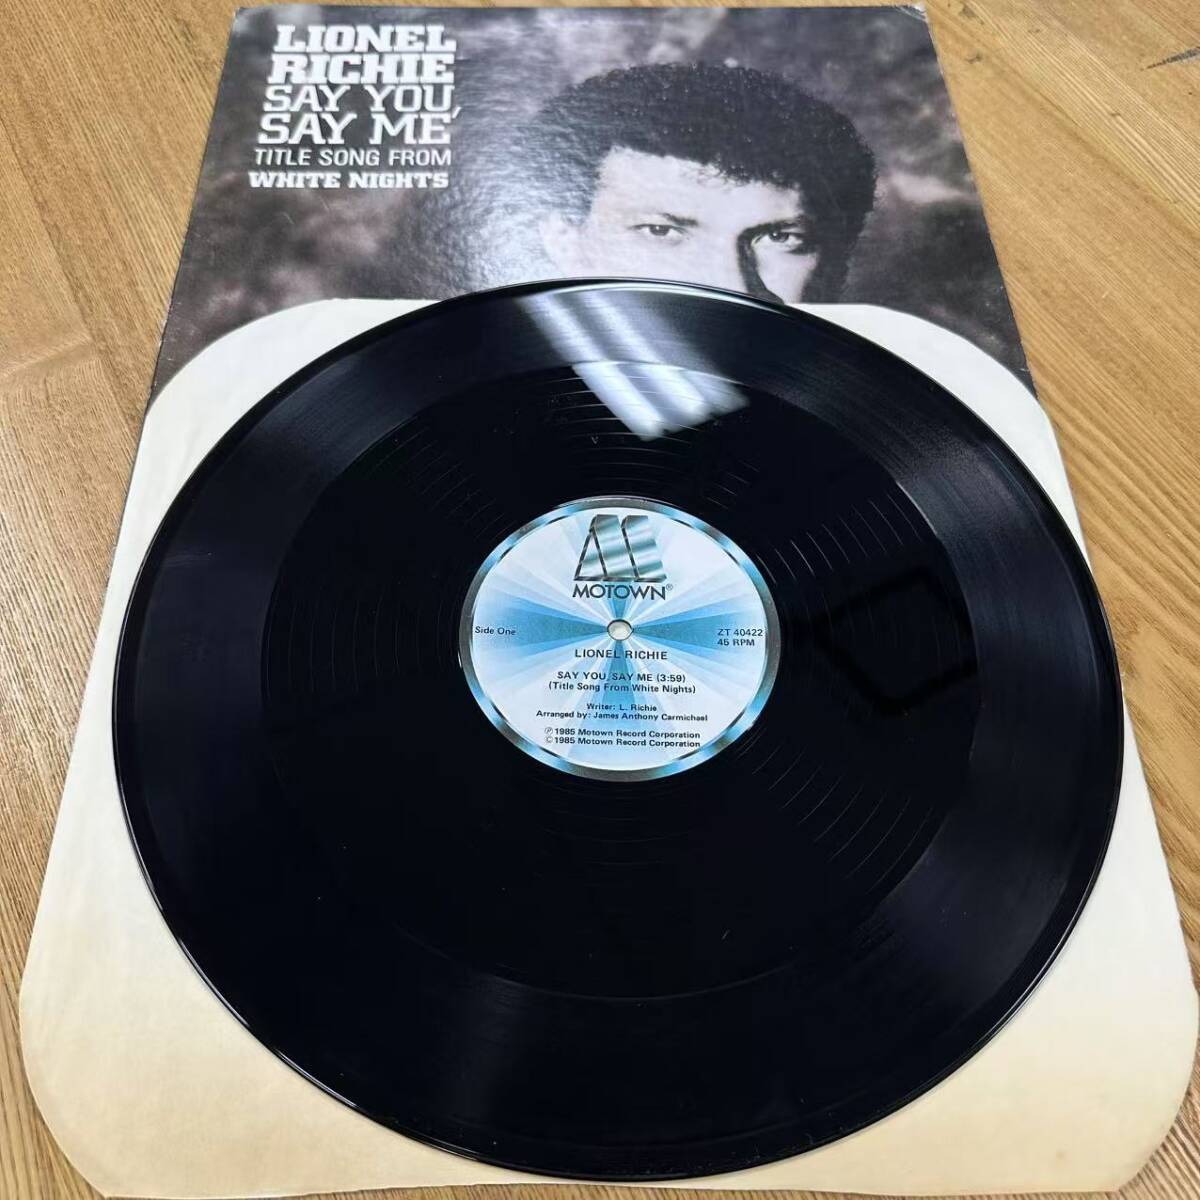 LIONEL
RICHIE
SAY YOU,
SAY ME
TITLE SONG FROM
WHITE NIGHTS
MOTOWN®
Side One
ZT 40422
45 RPM
LIONEL RICHIE
SAY YOU, SAY ME (3:59)
(Title Song From White Nights)
Writer: L. Richie
Arranged by: James Anthony Carmichael
℗ 1985 Motown Record Corporation
© 1985 Motown Record Corporation